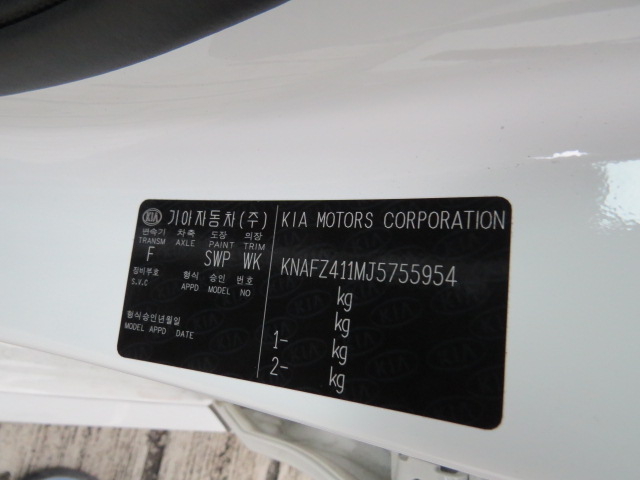 KIA 기아자동차(주)
변속기 차축 도장 의장
TRANSM AXLE PAINT TRIM
F SWP WK
장비부호 형식 승인 번호
S.V.C APPD MODEL NO
형식승인년월일
MODEL APPD DATE
KIA MOTORS CORPORATION
KNAFZ411MJ5755954
kg
kg
1- kg
2- kg